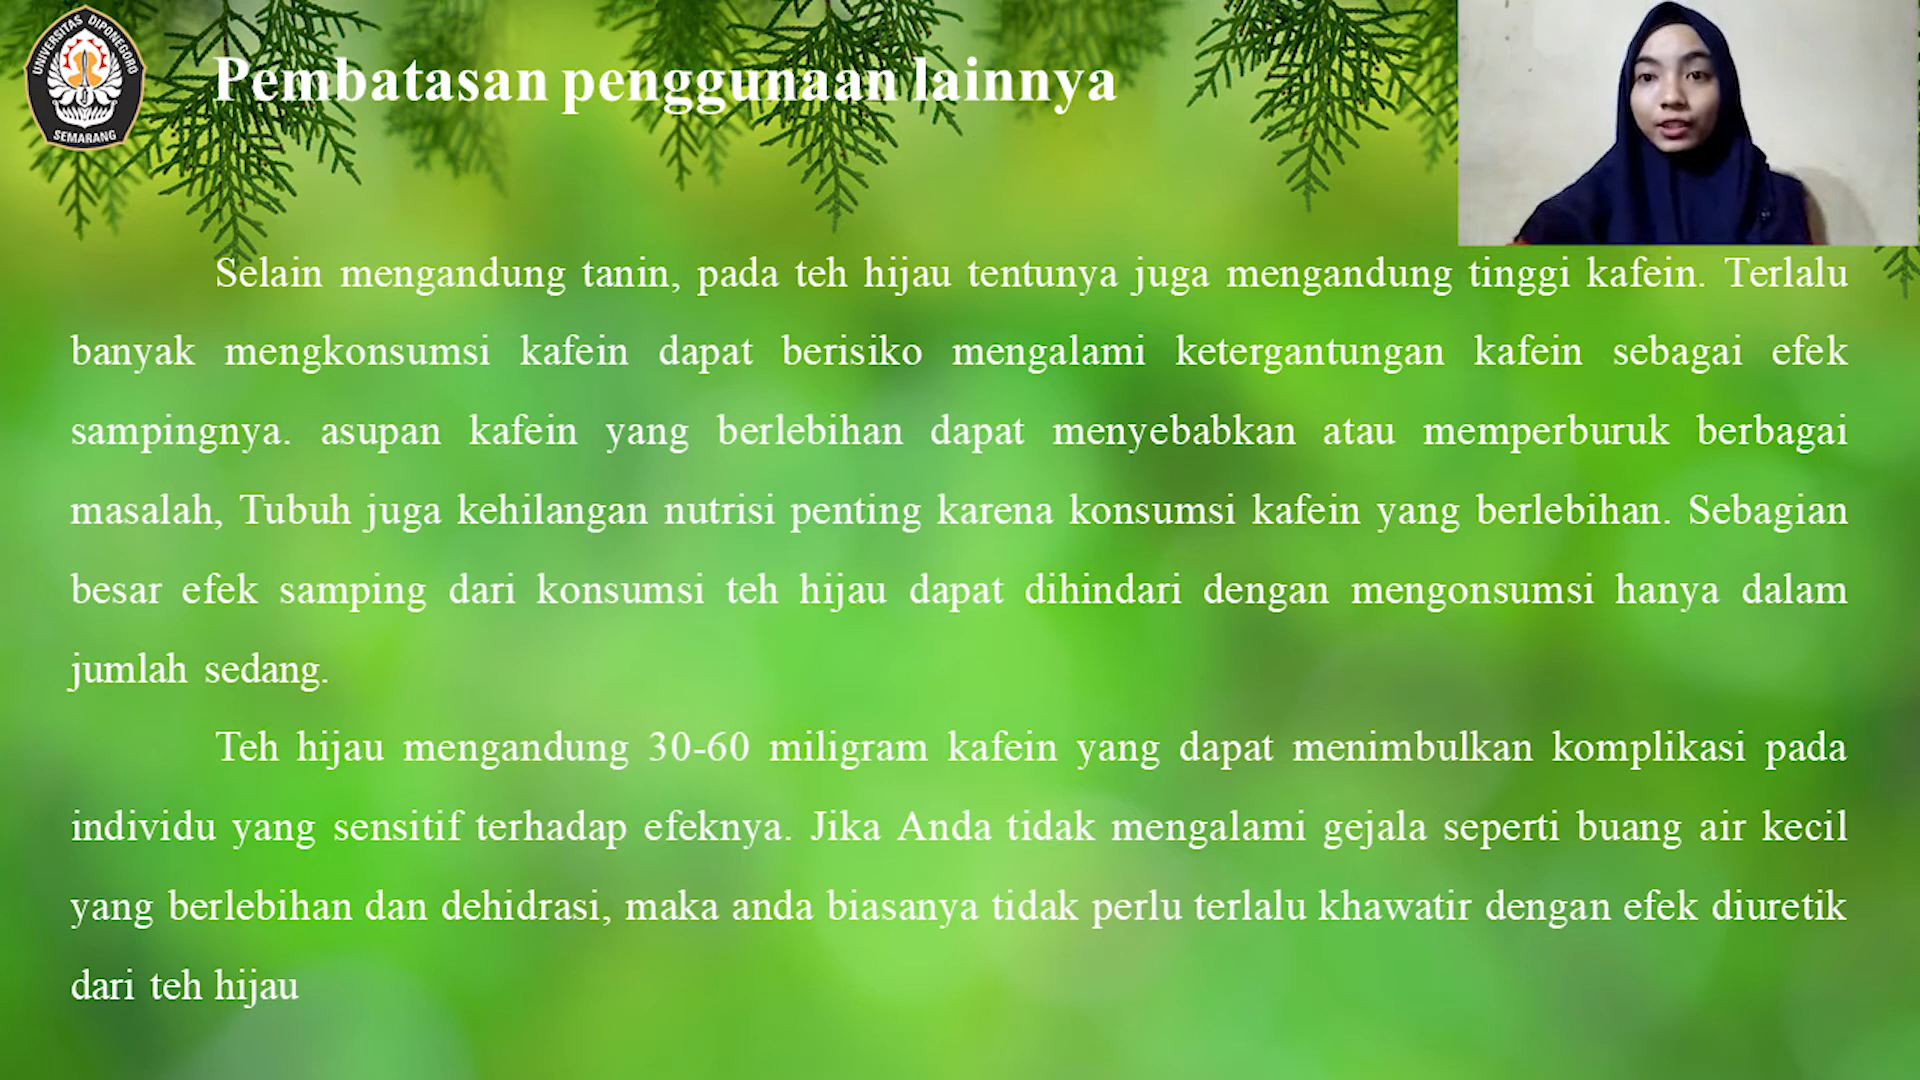 UNIVERSITAS DIPONEGORO
SEMARANG
Pembatasan penggunaan lainnya
Selain mengandung tanin, pada teh hijau tentunya juga mengandung tinggi kafein. Terlalu
banyak mengkonsumsi kafein dapat berisiko mengalami ketergantungan kafein sebagai efek
sampingnya. asupan kafein yang berlebihan dapat menyebabkan atau memperburuk berbagai
masalah, Tubuh juga kehilangan nutrisi penting karena konsumsi kafein yang berlebihan. Sebagian
besar efek samping dari konsumsi teh hijau dapat dihindari dengan mengonsumsi hanya dalam
jumlah sedang.
Teh hijau mengandung 30-60 miligram kafein yang dapat menimbulkan komplikasi pada
individu yang sensitif terhadap efeknya. Jika Anda tidak mengalami gejala seperti buang air kecil
yang berlebihan dan dehidrasi, maka anda biasanya tidak perlu terlalu khawatir dengan efek diuretik
dari teh hijau